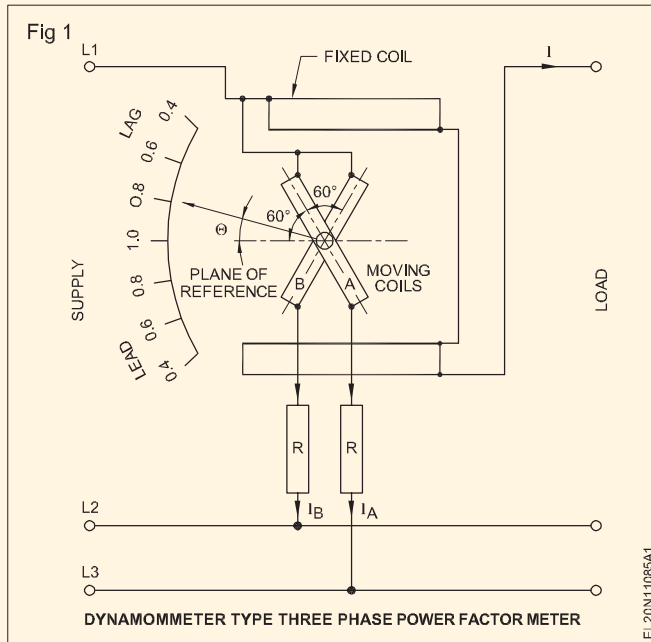 Fig 1
L1
FIXED COIL
I
LAG
0.4
0.6
0.8
1.0
0.8
0.6
0.4
LEAD
SUPPLY
60°
60°
Θ
PLANE OF
REFERENCE
B
A
MOVING
COILS
LOAD
R
R
IB
IA
L2
L3
DYNAMOMMETER TYPE THREE PHASE POWER FACTOR METER
EL20N11085A1